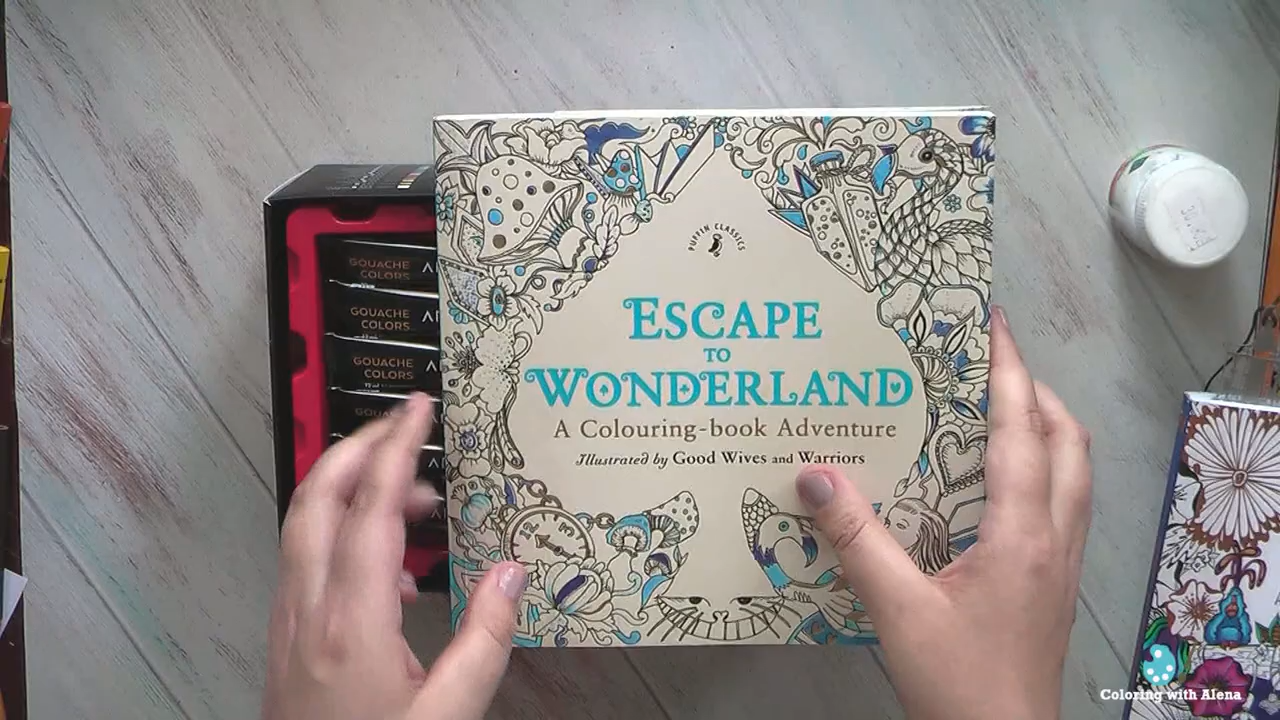 PUFFIN CLASSICS
ESCAPE
TO
WONDERLAND
A Colouring-book Adventure
Illustrated by Good Wives and Warriors
GOUACHE
COLORS
GOUACHE
COLORS
GOUACHE
COLORS
Coloring with Alena